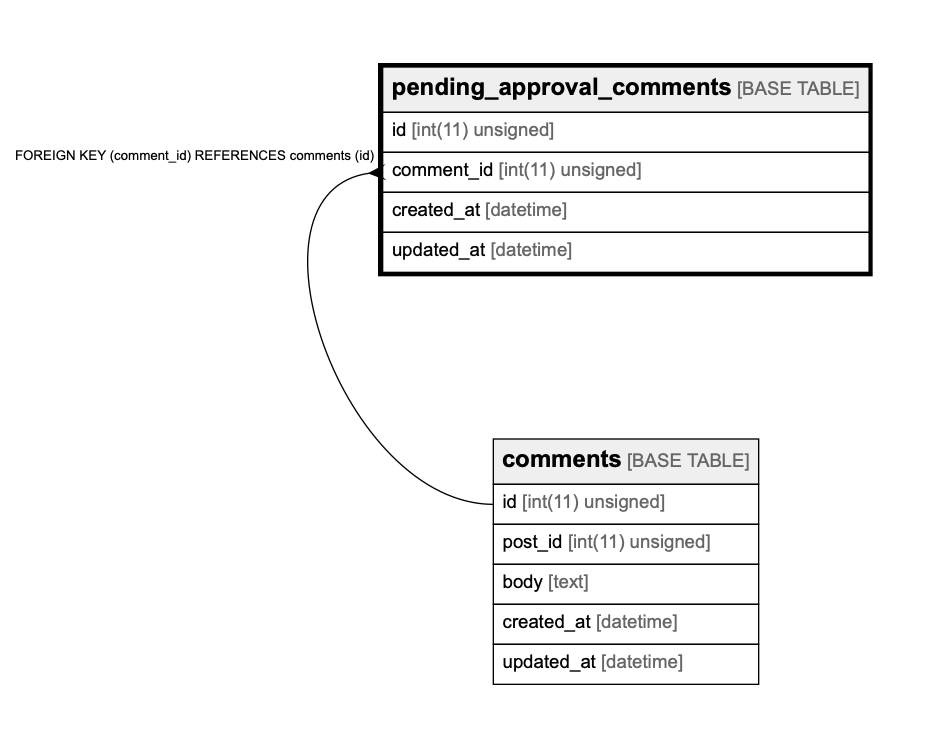 pending_approval_comments [BASE TABLE]
id [int(11) unsigned]
FOREIGN KEY (comment_id) REFERENCES comments (id)
comment_id [int(11) unsigned]
created_at [datetime]
updated_at [datetime]
comments [BASE TABLE]
id [int(11) unsigned]
post_id [int(11) unsigned]
body [text]
created_at [datetime]
updated_at [datetime]